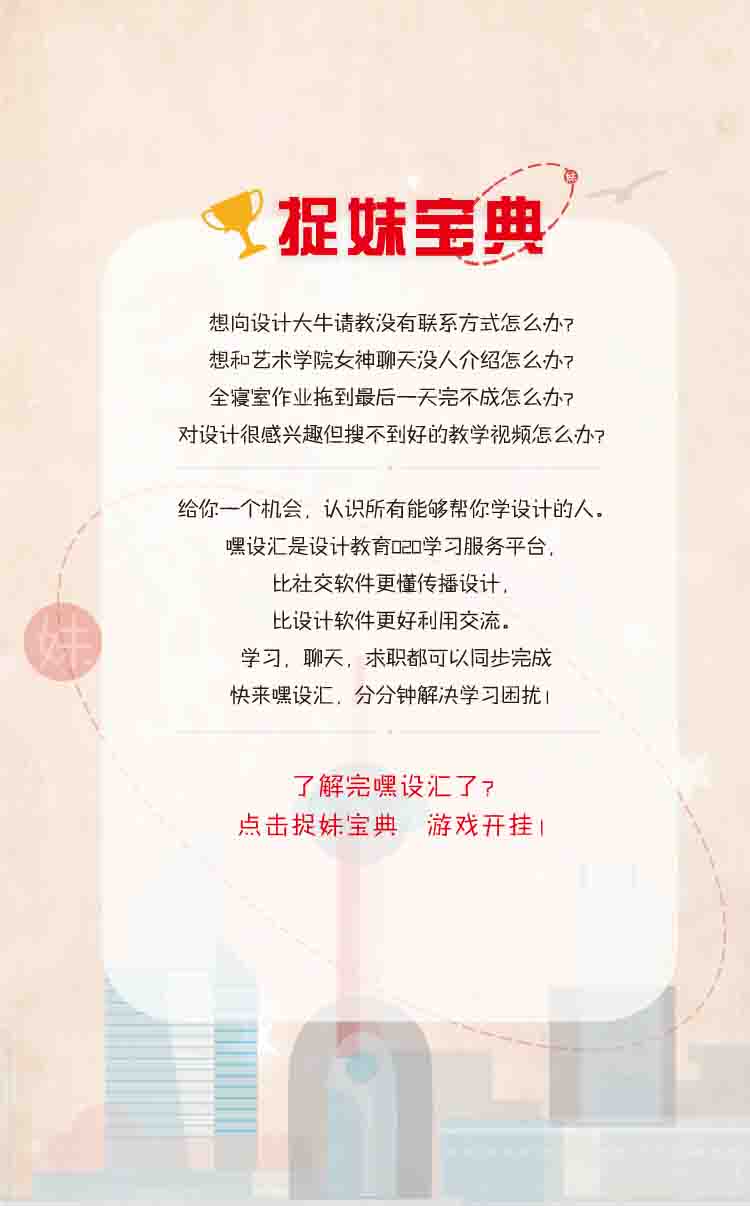 捉妹宝典
妹
想向设计大牛请教没有联系方式怎么办？
想和艺术学院女神聊天没人介绍怎么办？
全寝室作业拖到最后一天完不成怎么办？
对设计很感兴趣但搜不到好的教学视频怎么办？
给你一个机会，认识所有能够帮你学设计的人。
嘿设汇是设计教育O2O学习服务平台，
比社交软件更懂传播设计，
比设计软件更好利用交流。
学习，聊天，求职都可以同步完成
妹
快来嘿设汇，分分钟解决学习困扰！
了解完嘿设汇了？
点击捉妹宝典 游戏开挂！